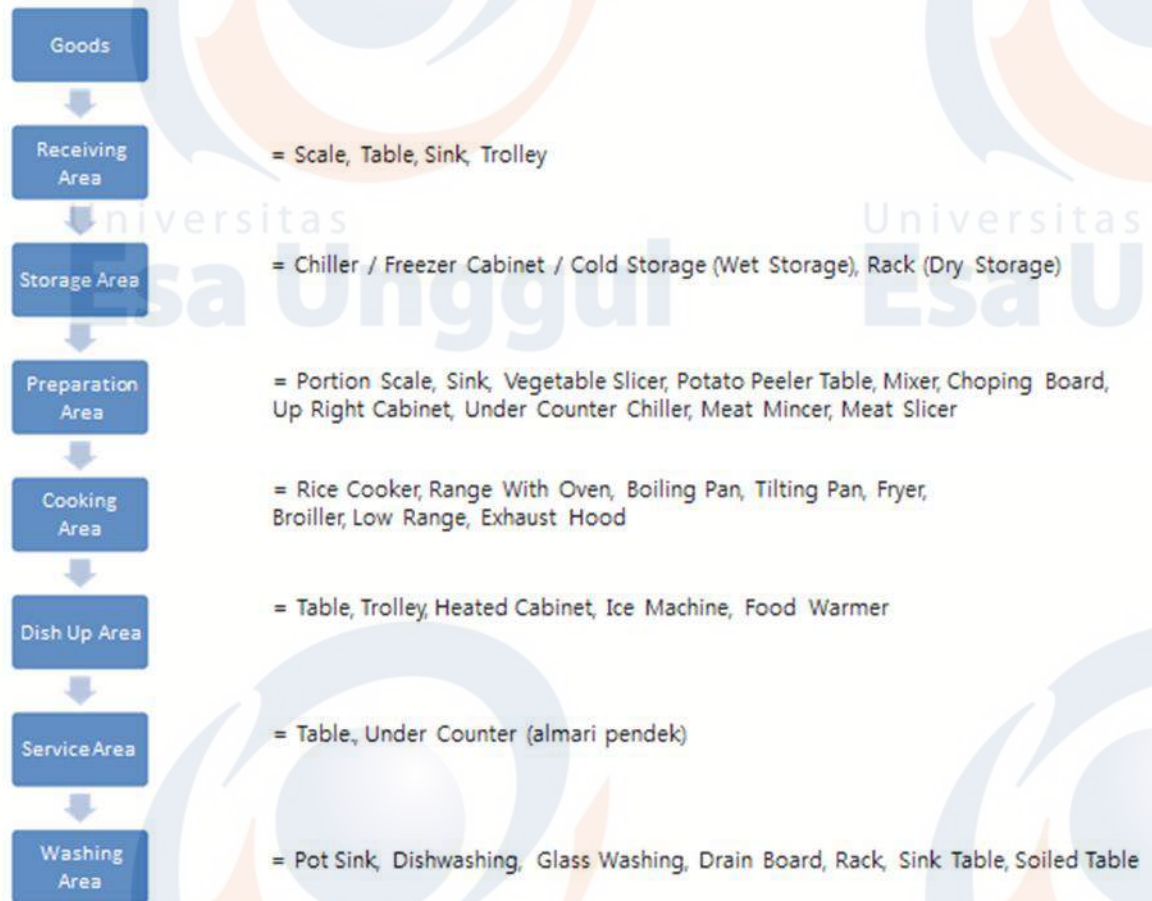 Goods
Receiving
Area
= Scale, Table, Sink, Trolley
Universitas
Esa Unggul
Universitas
Esa U
Storage Area
= Chiller / Freezer Cabinet / Cold Storage (Wet Storage), Rack (Dry Storage)
Preparation
Area
= Portion Scale, Sink, Vegetable Slicer, Potato Peeler Table, Mixer, Choping Board,
Up Right Cabinet, Under Counter Chiller, Meat Mincer, Meat Slicer
Cooking
Area
= Rice Cooker, Range With Oven, Boiling Pan, Tilting Pan, Fryer,
Broiller, Low Range, Exhaust Hood
Dish Up Area
= Table, Trolley, Heated Cabinet, Ice Machine, Food Warmer
Service Area
= Table., Under Counter (almari pendek)
Washing
Area
= Pot Sink, Dishwashing, Glass Washing, Drain Board, Rack, Sink Table, Soiled Table